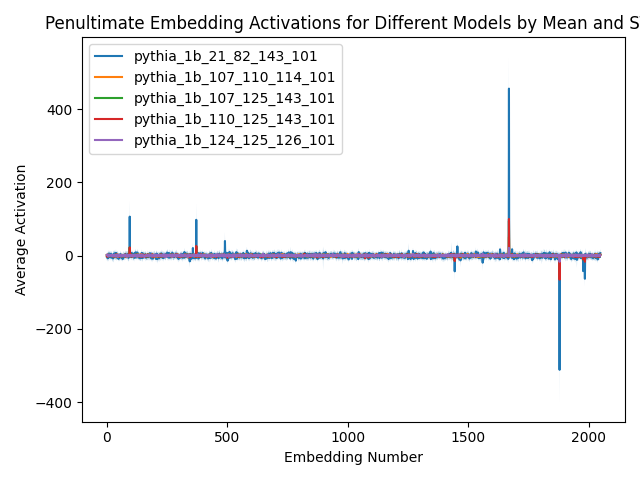 Penultimate Embedding Activations for Different Models by Mean and S
pythia_1b_21_82_143_101
pythia_1b_107_110_114_101
pythia_1b_107_125_143_101
pythia_1b_110_125_143_101
pythia_1b_124_125_126_101
400
200
0
−200
−400
Average Activation
0 500 1000 1500 2000
Embedding Number